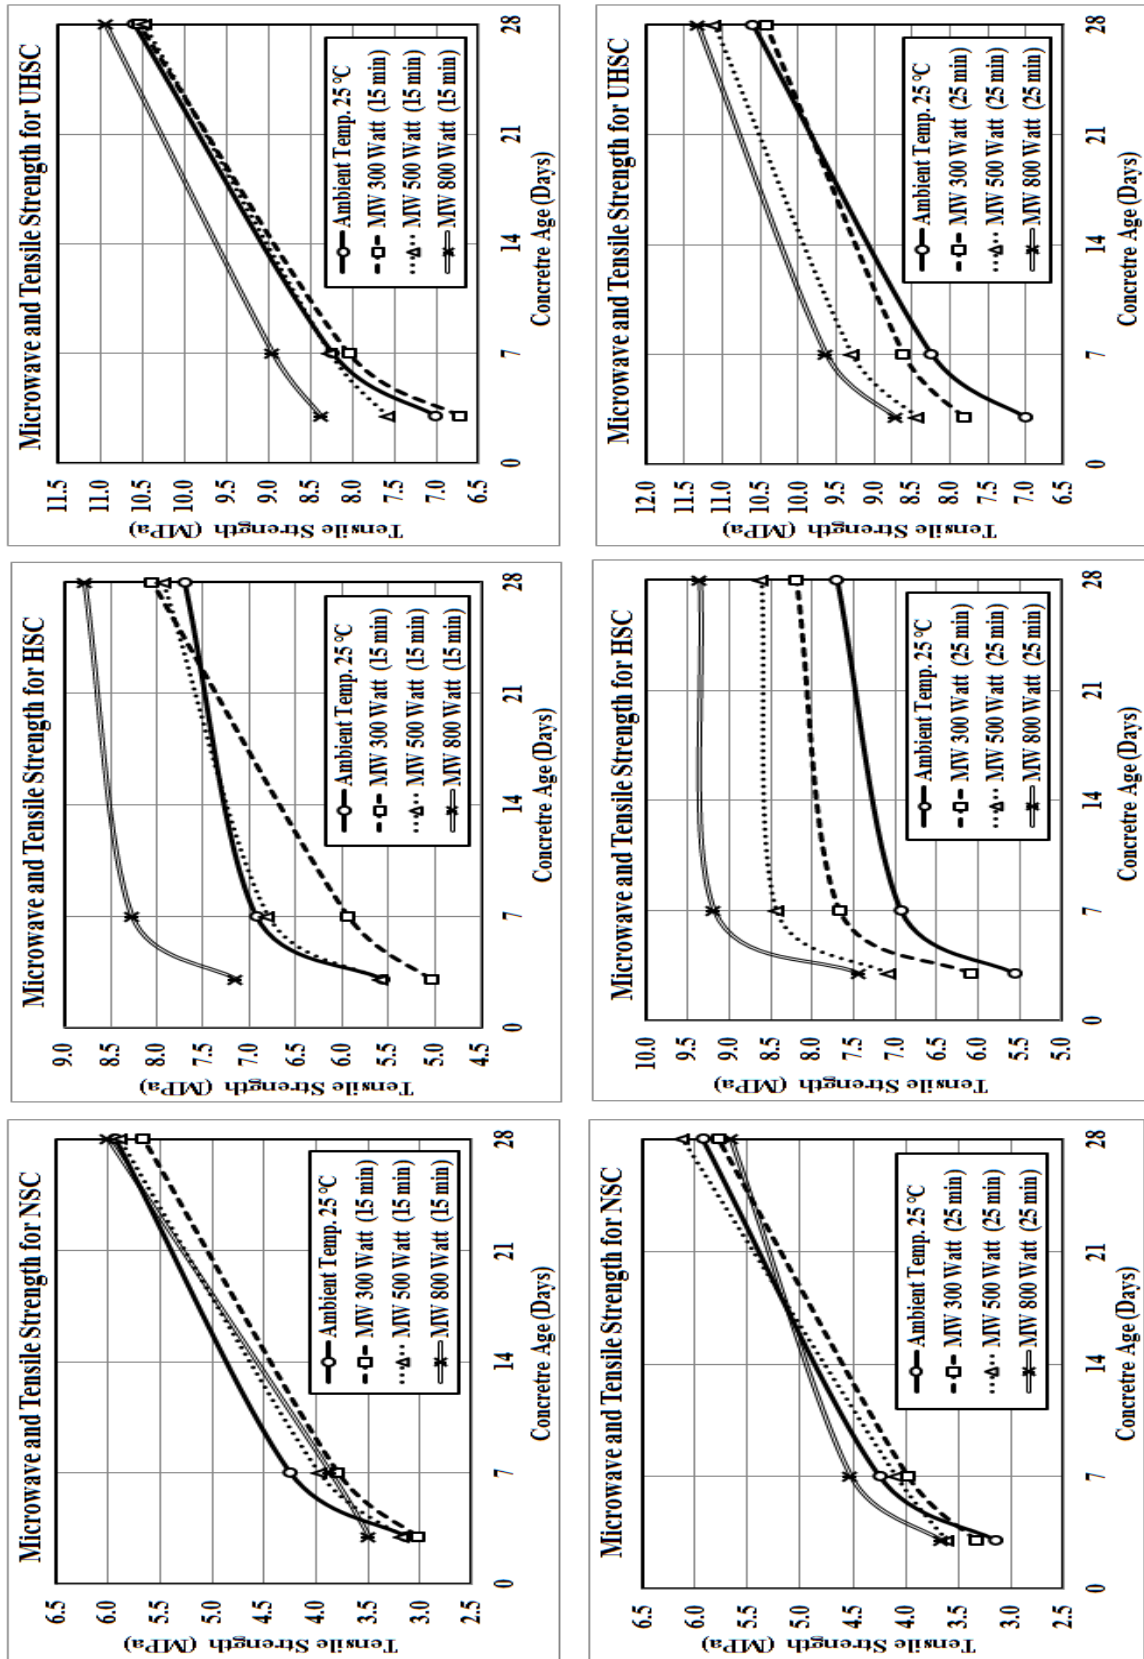 Microwave and Tensile Strength for NSC
Tensile Strength (MPa)
6.5
6.0
5.0
4.5
4.0
3.5
3.0
2.5
Ambient Temp. 25 °C
MW 300 Watt (15 min)
MW 500 Watt (15 min)
MW 800 Watt (15 min)
0 7 14 21 28
Concretre Age (Days)
Microwave and Tensile Strength for HSC
Tensile Strength (MPa)
9.0
8.5
8.0
7.5
7.0
6.0
5.5
5.0
4.5
Ambient Temp. 25 °C
MW 300 Watt (15 min)
MW 500 Watt (15 min)
MW 800 Watt (15 min)
0 7 14 21 28
Concretre Age (Days)
Microwave and Tensile Strength for UHSC
Tensile Strength (MPa)
11.5
11.0
10.5
10.0
9.0
8.5
8.0
7.5
7.0
6.5
Ambient Temp. 25 °C
MW 300 Watt (15 min)
MW 500 Watt (15 min)
MW 800 Watt (15 min)
0 7 14 21 28
Concretre Age (Days)
Microwave and Tensile Strength for NSC
Tensile Strength (MPa)
6.5
6.0
5.0
4.5
4.0
3.5
3.0
2.5
Ambient Temp. 25 °C
MW 300 Watt (25 min)
MW 500 Watt (25 min)
MW 800 Watt (25 min)
0 7 14 21 28
Concretre Age (Days)
Microwave and Tensile Strength for HSC
Tensile Strength (MPa)
10.0
9.5
9.0
8.5
8.0
7.0
6.5
6.0
5.5
5.0
Ambient Temp. 25 °C
MW 300 Watt (25 min)
MW 500 Watt (25 min)
MW 800 Watt (25 min)
0 7 14 21 28
Concretre Age (Days)
Microwave and Tensile Strength for UHSC
Tensile Strength (MPa)
12.0
11.5
11.0
10.5
10.0
9.0
8.5
8.0
7.5
7.0
6.5
Ambient Temp. 25 °C
MW 300 Watt (25 min)
MW 500 Watt (25 min)
MW 800 Watt (25 min)
0 7 14 21 28
Concretre Age (Days)